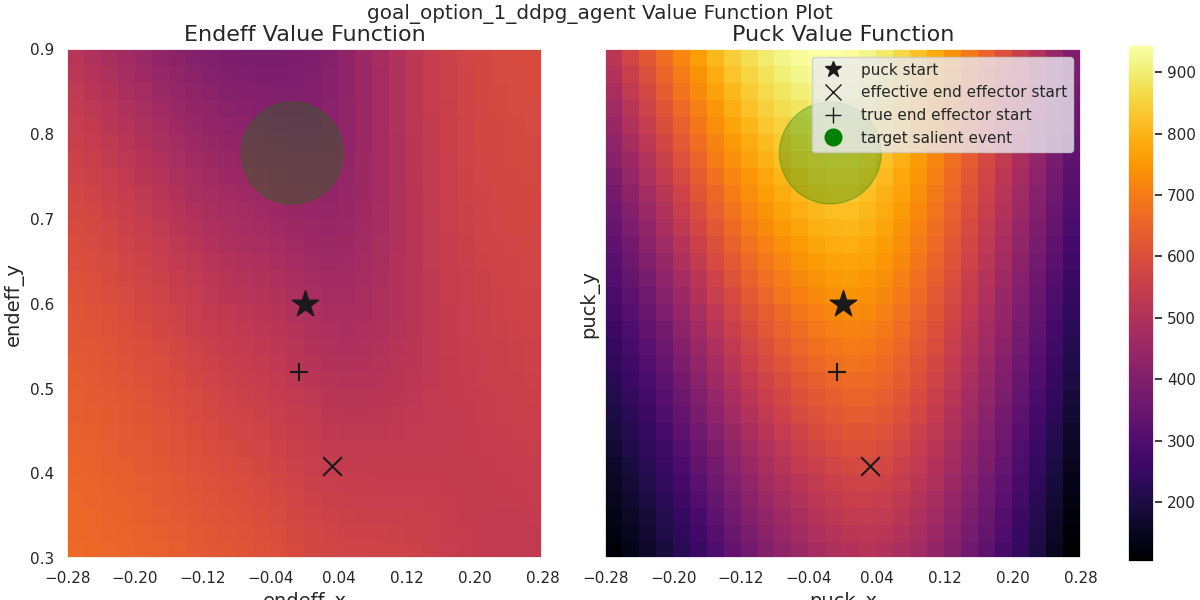 goal_option_1_ddpg_agent Value Function Plot
Endeff Value Function
Puck Value Function
puck start
effective end effector start
true end effector start
target salient event
0.9
0.8
0.7
0.6
0.5
0.4
0.3
endeff_y
−0.28 −0.20 −0.12 −0.04 0.04 0.12 0.20 0.28
endeff_x
puck_y
−0.28 −0.20 −0.12 −0.04 0.04 0.12 0.20 0.28
puck_x
900
800
700
600
500
400
300
200